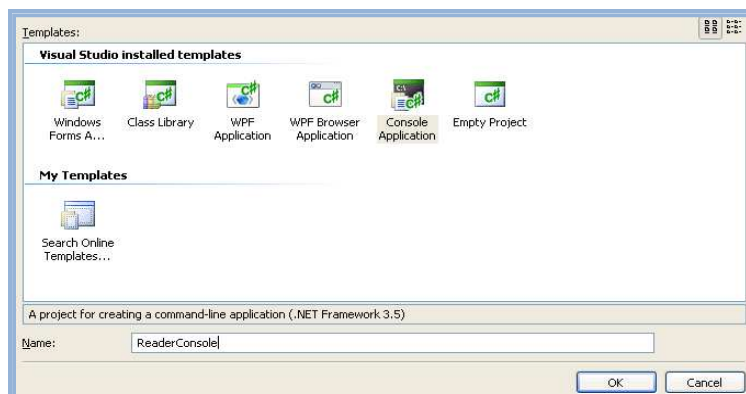 Templates:
Visual Studio installed templates
Windows Forms A...
Class Library
WPF Application
WPF Browser Application
Console Application
Empty Project
My Templates
Search Online Templates...
A project for creating a command-line application (.NET Framework 3.5)
Name:
ReaderConsole
OK
Cancel